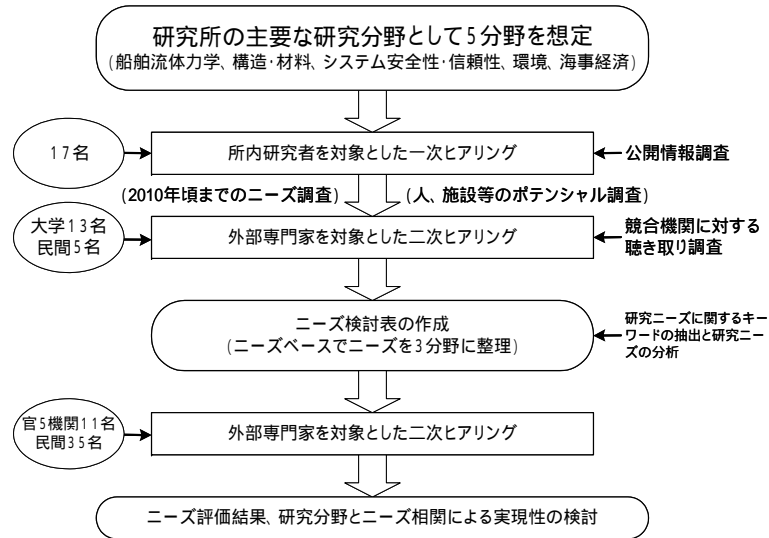 研究所の主要な研究分野として5分野を想定
(船舶流体力学、構造・材料、システム安全性・信頼性、環境、海事経済)
17名
所内研究者を対象とした一次ヒアリング
公開情報調査
(2010年頃までのニーズ調査)
(人、施設等のポテンシャル調査)
大学13名
民間5名
外部専門家を対象とした二次ヒアリング
競合機関に対する
聴き取り調査
ニーズ検討表の作成
(ニーズベースでニーズを3分野に整理)
研究ニーズに関するキー
ワードの抽出と研究ニー
ズの分析
官5機関11名
民間35名
外部専門家を対象とした二次ヒアリング
ニーズ評価結果、研究分野とニーズ相関による実現性の検討